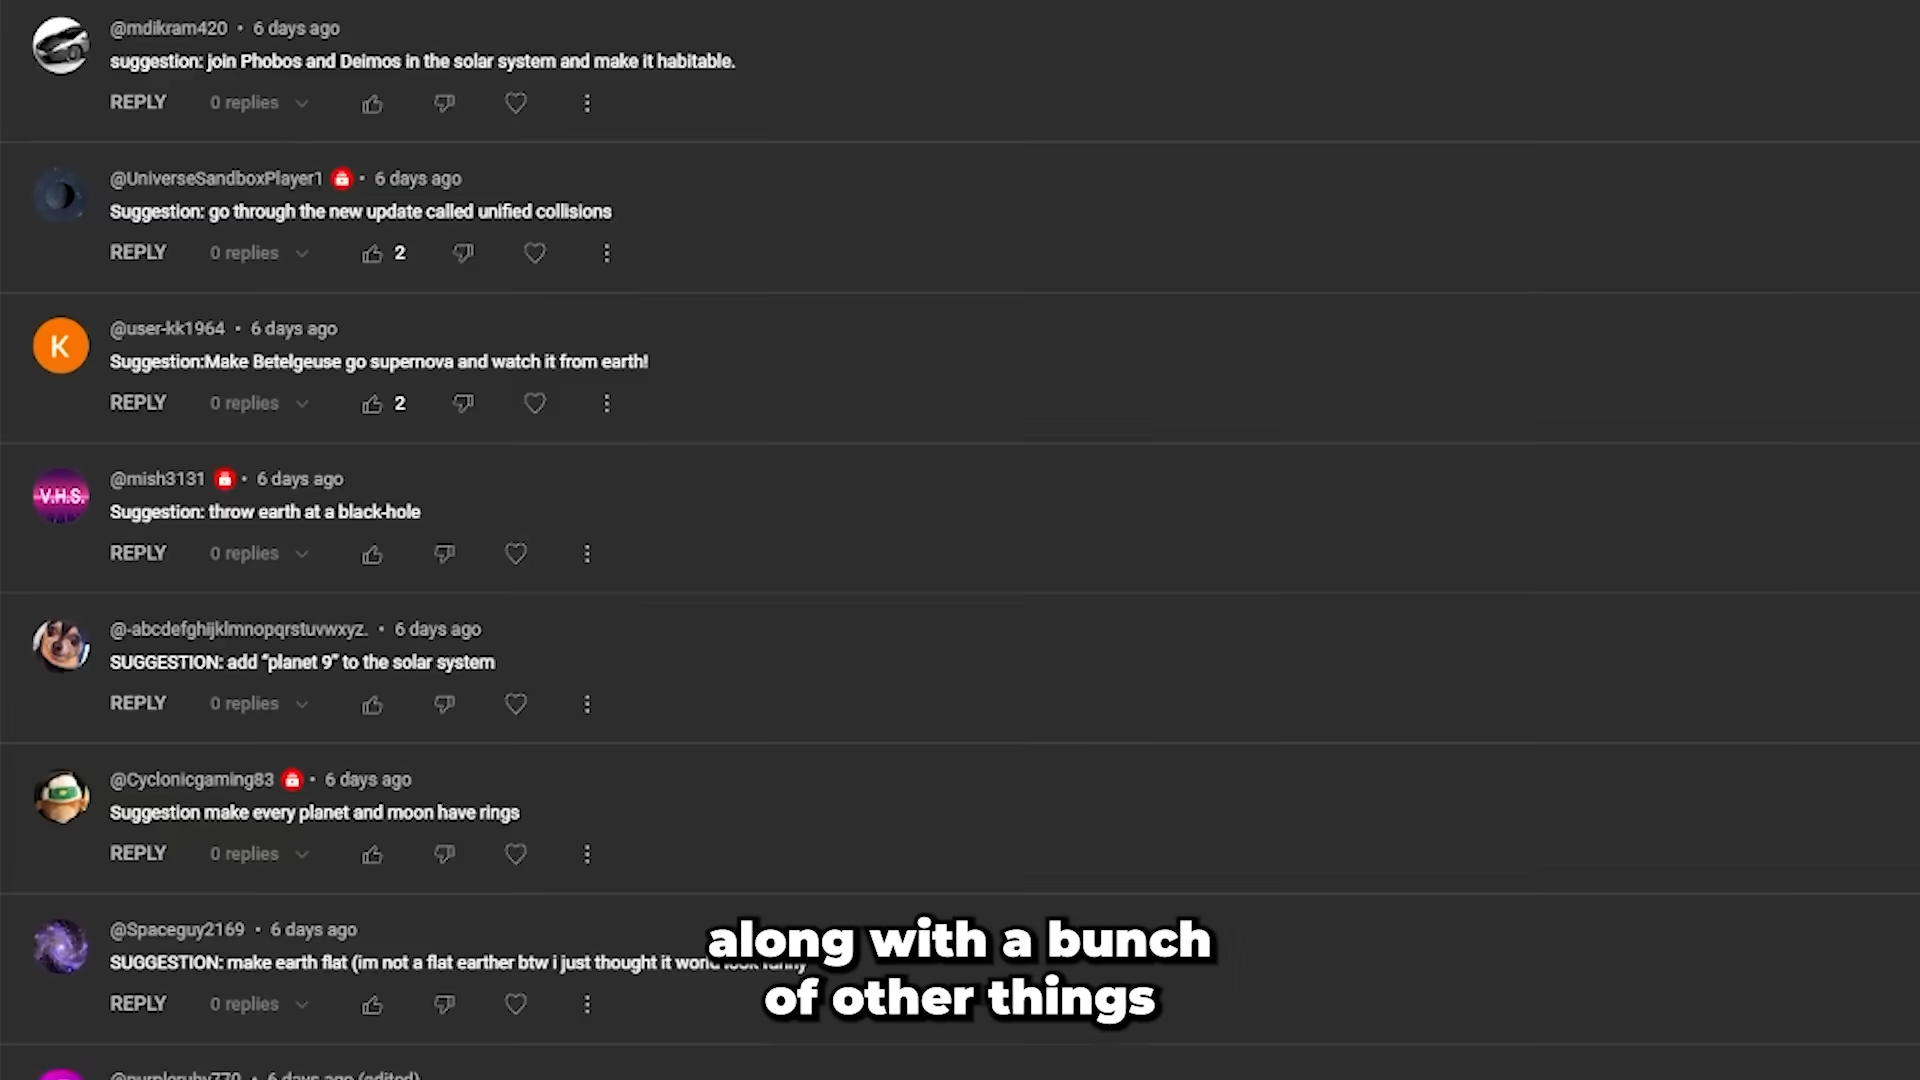 @mdikram420 • 6 days ago
suggestion: join Phobos and Deimos in the solar system and make it habitable.
REPLY 0 replies
@UniverseSandboxPlayer1 • 6 days ago
Suggestion: go through the new update called unified collisions
REPLY 0 replies 2
@user-kk1964 • 6 days ago
K
Suggestion:Make Betelgeuse go supernova and watch it from earth!
REPLY 0 replies 2
@mish3131 • 6 days ago
V.H.S.
Suggestion: throw earth at a black-hole
REPLY 0 replies
@-abcdefghijklmnopqrstuvwxyz. • 6 days ago
SUGGESTION: add “planet 9” to the solar system
REPLY 0 replies
@Cyclonicgaming83 • 6 days ago
Suggestion make every planet and moon have rings
REPLY 0 replies
@Spaceguy2169 • 6 days ago
SUGGESTION: make earth flat (im not a flat earther btw i just thought it
REPLY 0 replies
along with a bunch
of other things
@purpleruby770 • 6 days ago (edited)